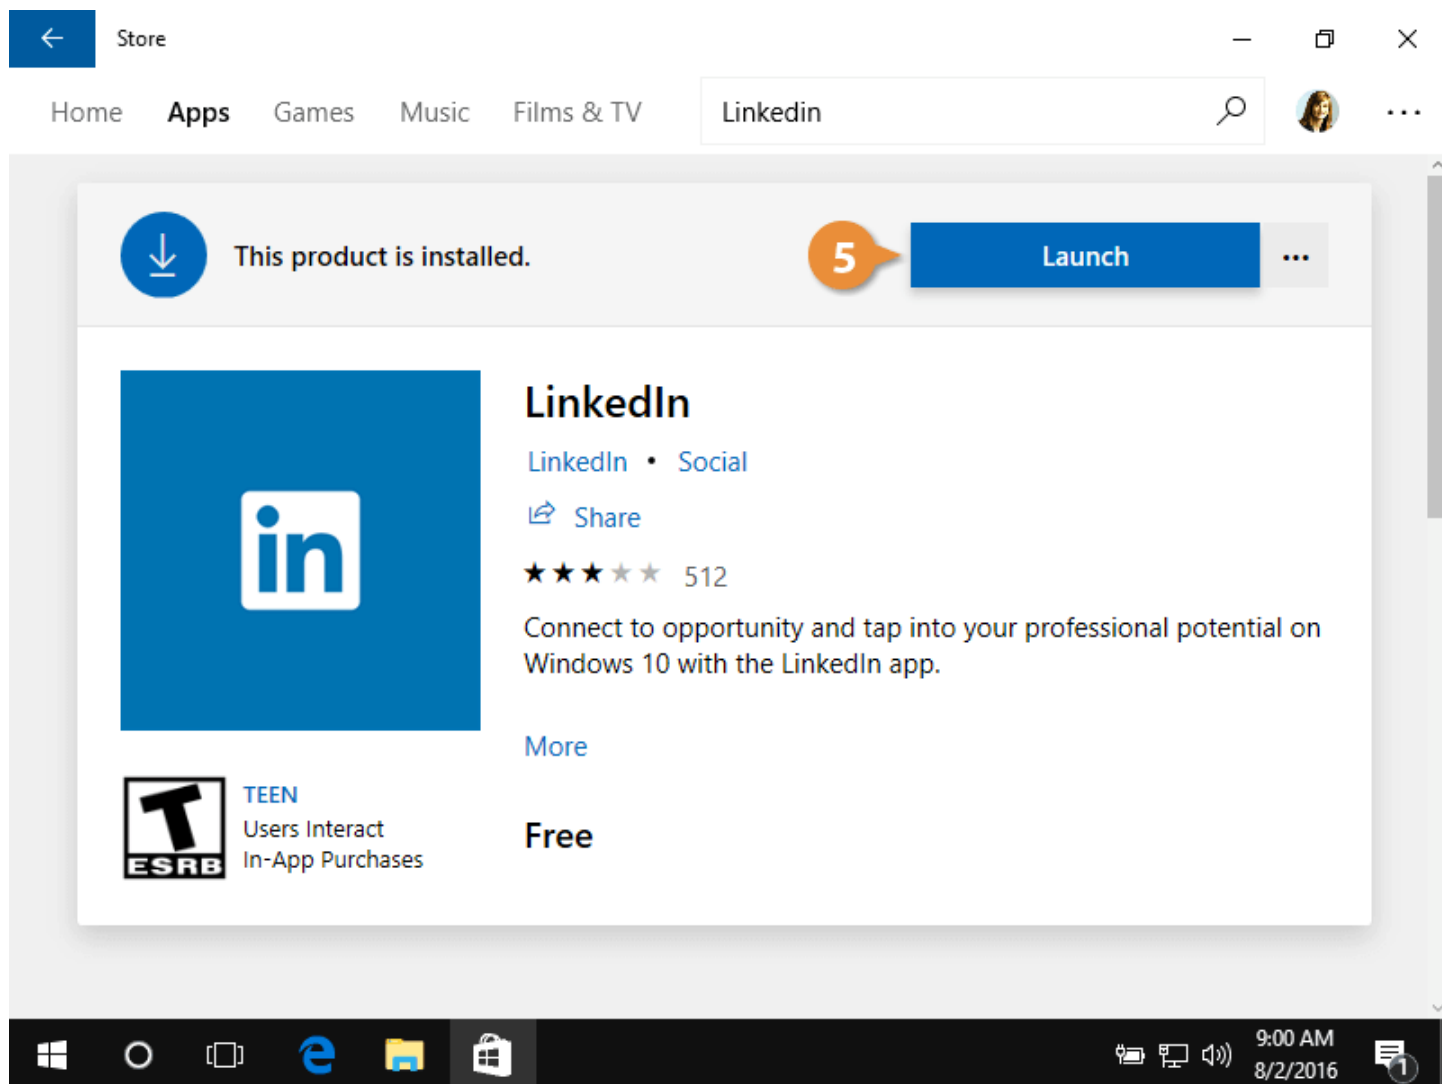 Store
Home Apps Games Music Films & TV Linkedin
This product is installed.
5
Launch
LinkedIn
LinkedIn • Social
Share
512
Connect to opportunity and tap into your professional potential on
Windows 10 with the LinkedIn app.
More
Free
in
T
ESRB
TEEN
Users Interact
In-App Purchases
9:00 AM
8/2/2016
1